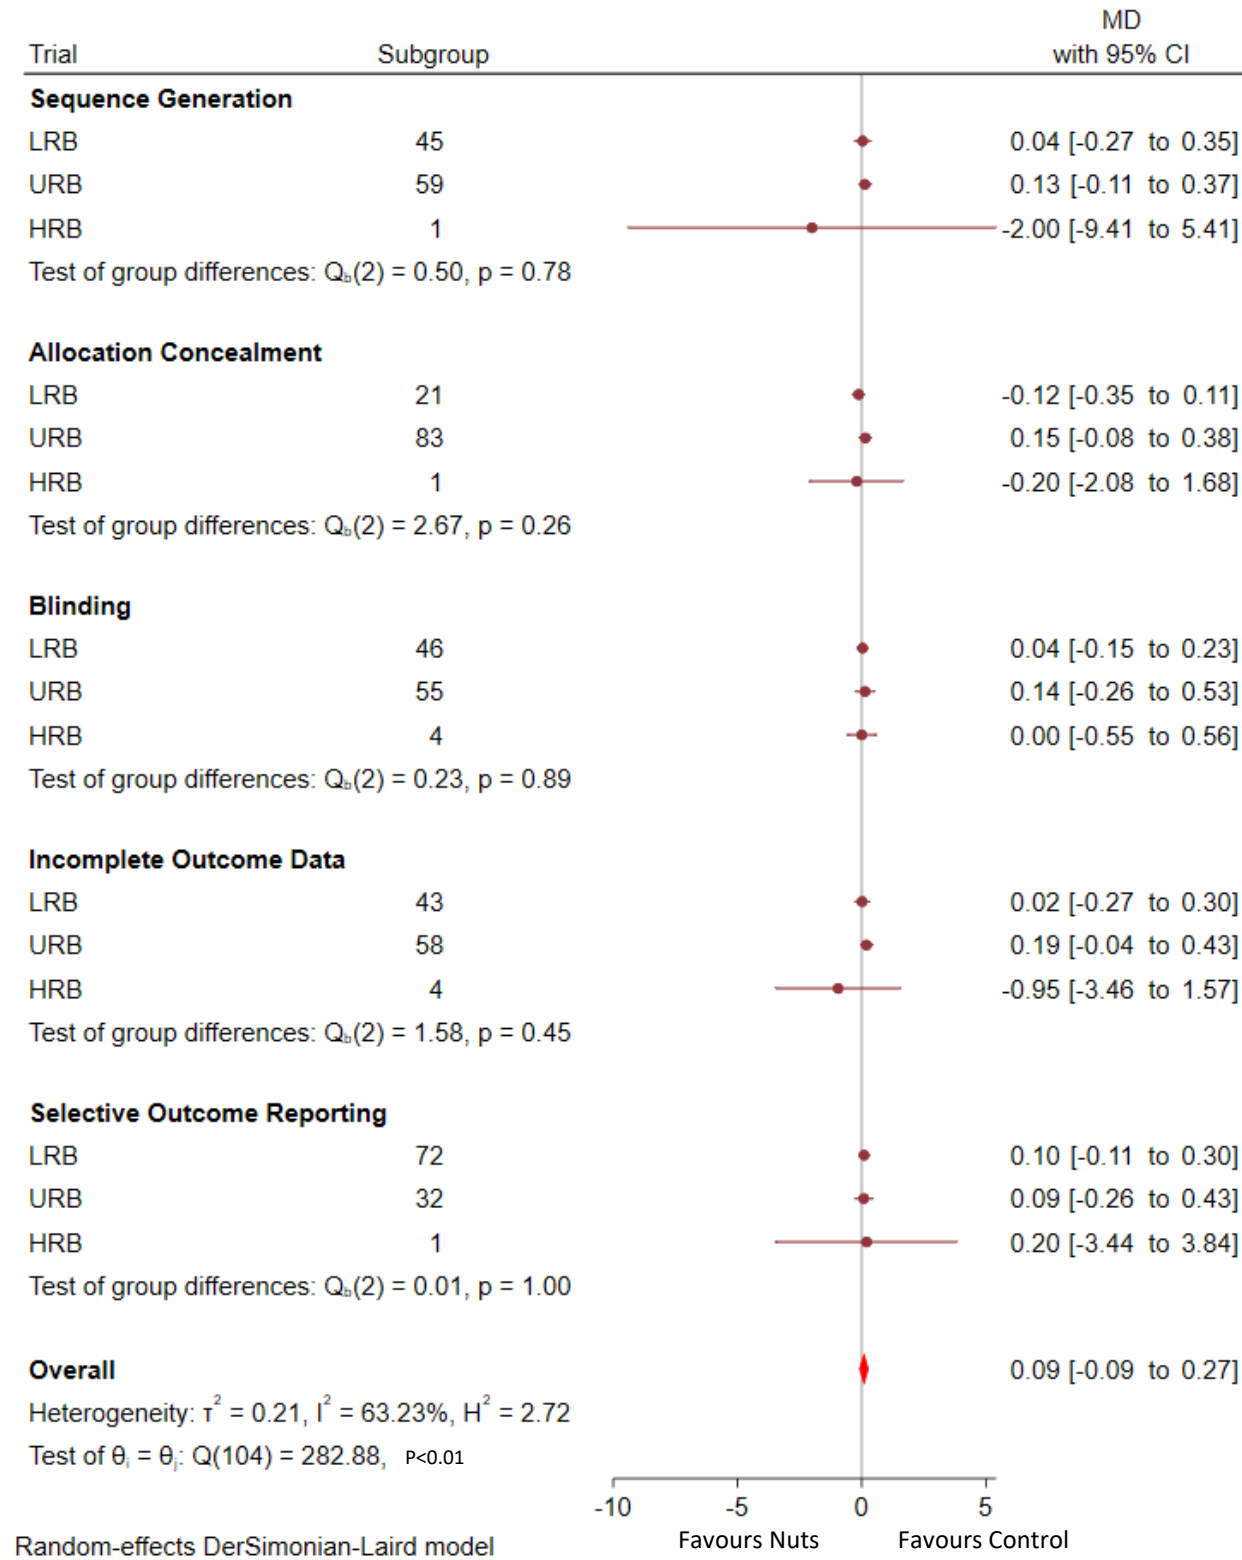 MD
Trial Subgroup with 95% CI
Sequence Generation
LRB 45 0.04 [-0.27 to 0.35]
URB 59 0.13 [-0.11 to 0.37]
HRB 1 -2.00 [-9.41 to 5.41]
Test of group differences: Qb(2) = 0.50, p = 0.78
Allocation Concealment
LRB 21 -0.12 [-0.35 to 0.11]
URB 83 0.15 [-0.08 to 0.38]
HRB 1 -0.20 [-2.08 to 1.68]
Test of group differences: Qb(2) = 2.67, p = 0.26
Blinding
LRB 46 0.04 [-0.15 to 0.23]
URB 55 0.14 [-0.26 to 0.53]
HRB 4 0.00 [-0.55 to 0.56]
Test of group differences: Qb(2) = 0.23, p = 0.89
Incomplete Outcome Data
LRB 43 0.02 [-0.27 to 0.30]
URB 58 0.19 [-0.04 to 0.43]
HRB 4 -0.95 [-3.46 to 1.57]
Test of group differences: Qb(2) = 1.58, p = 0.45
Selective Outcome Reporting
LRB 72 0.10 [-0.11 to 0.30]
URB 32 0.09 [-0.26 to 0.43]
HRB 1 0.20 [-3.44 to 3.84]
Test of group differences: Qb(2) = 0.01, p = 1.00
Overall 0.09 [-0.09 to 0.27]
Heterogeneity: τ² = 0.21, I² = 63.23%, H² = 2.72
Test of θᵢ = θⱼ: Q(104) = 282.88, P<0.01
-10 -5 0 5
Favours Nuts Favours Control
Random-effects DerSimonian-Laird model